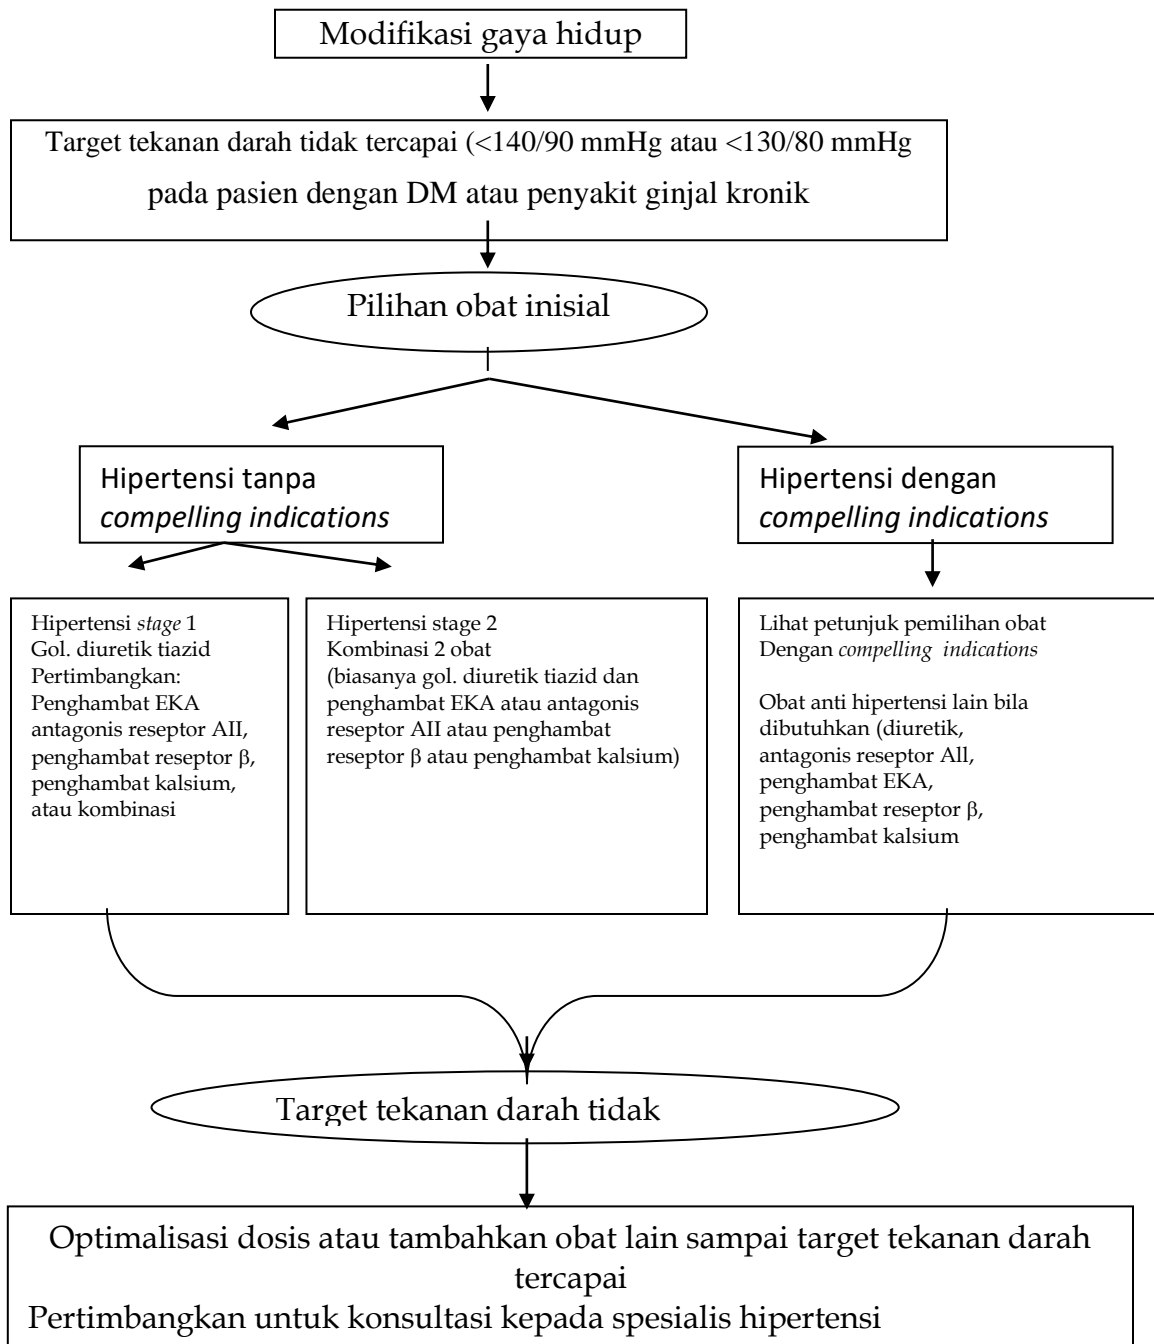 Modifikasi gaya hidup
Target tekanan darah tidak tercapai (<140/90 mmHg atau <130/80 mmHg
pada pasien dengan DM atau penyakit ginjal kronik
Pilihan obat inisial
Hipertensi tanpa
compelling indications
Hipertensi dengan
compelling indications
Hipertensi stage 1
Gol. diuretik tiazid
Pertimbangkan:
Penghambat EKA
antagonis reseptor AII,
penghambat reseptor β,
penghambat kalsium,
atau kombinasi
Hipertensi stage 2
Kombinasi 2 obat
(biasanya gol. diuretik tiazid dan
penghambat EKA atau antagonis
reseptor AII atau penghambat
reseptor β atau penghambat kalsium)
Lihat petunjuk pemilihan obat
Dengan compelling indications
Obat anti hipertensi lain bila
dibutuhkan (diuretik,
antagonis reseptor All,
penghambat EKA,
penghambat reseptor β,
penghambat kalsium
Target tekanan darah tidak
Optimalisasi dosis atau tambahkan obat lain sampai target tekanan darah
tercapai
Pertimbangkan untuk konsultasi kepada spesialis hipertensi